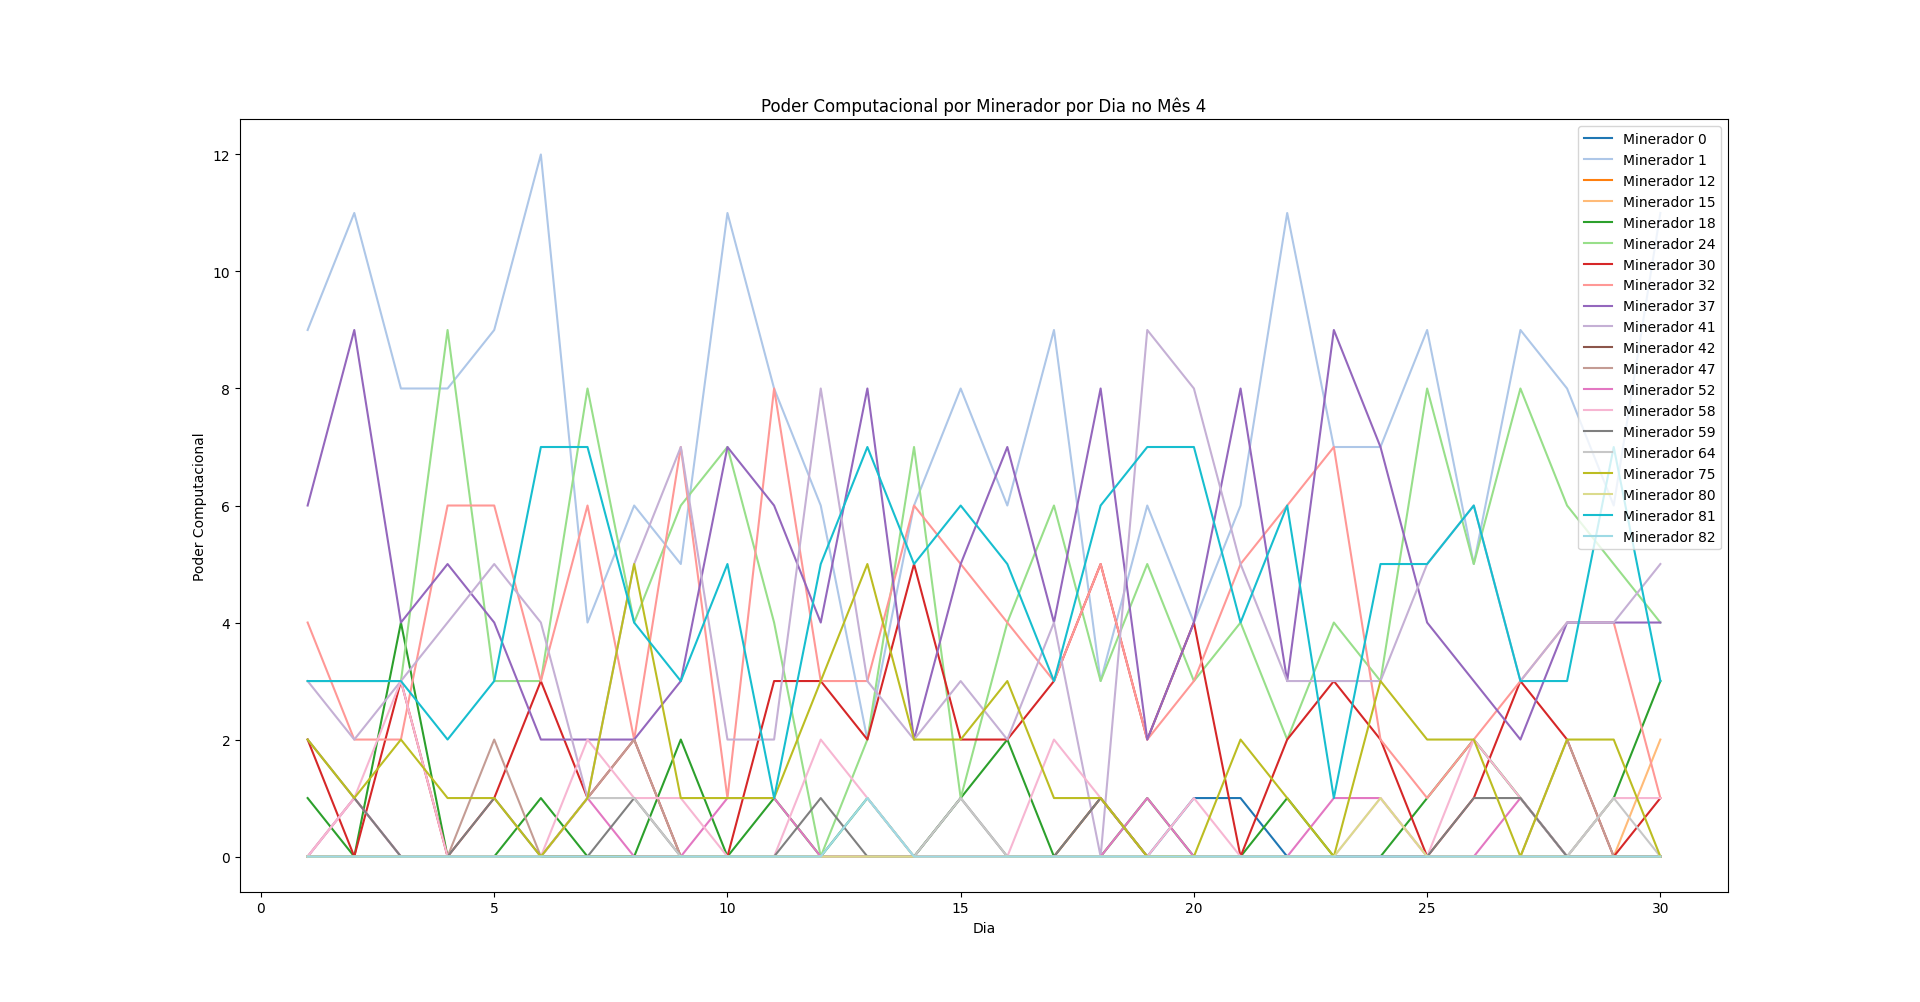 Poder Computacional por Minerador por Dia no Mês 4
Poder Computacional
12
10
8
6
4
2
0
Minerador 0
Minerador 1
Minerador 12
Minerador 15
Minerador 18
Minerador 24
Minerador 30
Minerador 32
Minerador 37
Minerador 41
Minerador 42
Minerador 47
Minerador 52
Minerador 58
Minerador 59
Minerador 64
Minerador 75
Minerador 80
Minerador 81
Minerador 82
0 5 10 15 20 25 30
Dia